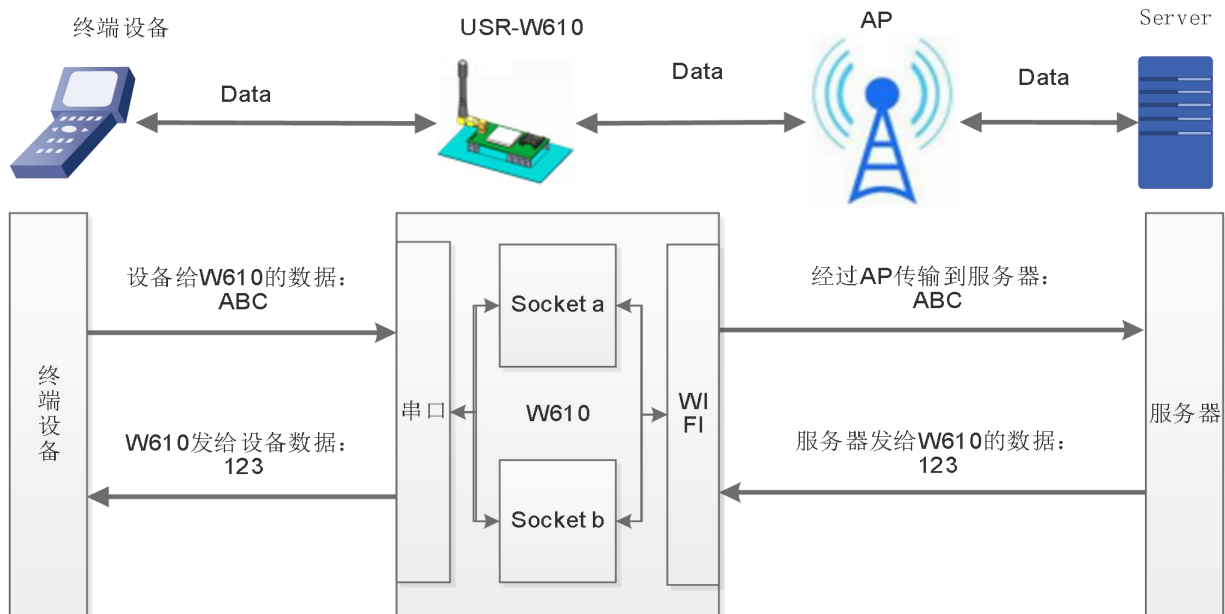 终端设备
USR-W610
AP
Server
Data
Data
Data
设备给W610的数据：
ABC
经过AP传输到服务器：
ABC
Socket a
终端设备
串口
W610
WI
FI
服务器
W610发给设备数据：
123
服务器发给W610的数据：
123
Socket b